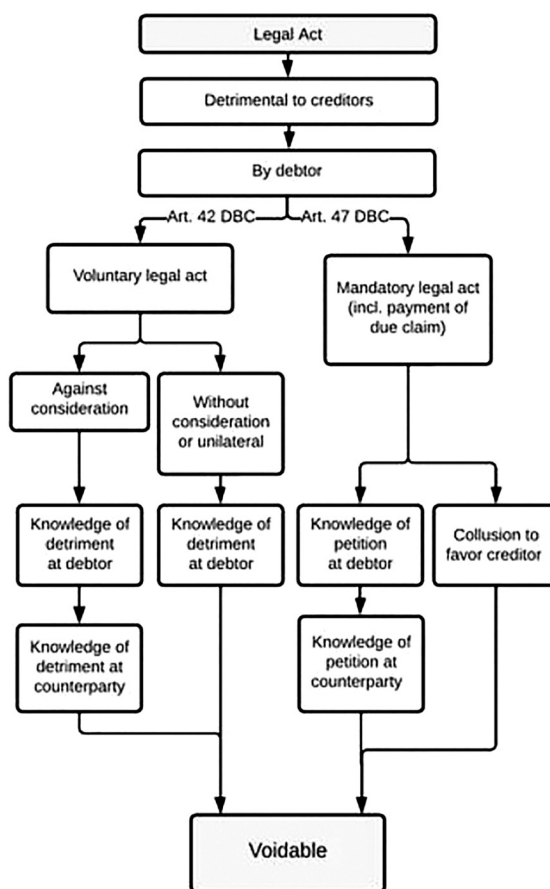 Legal Act
Detrimental to creditors
By debtor
Art. 42 DBC
Art. 47 DBC
Voluntary legal act
Mandatory legal act
(incl. payment of
due claim)
Against
consideration
Without
consideration
or unilateral
Knowledge of
detriment
at debtor
Knowledge of
detriment
at debtor
Knowledge of
petition
at debtor
Collusion to
favor creditor
Knowledge of
detriment at
counterparty
Knowledge of
petition at
counterparty
Voidable